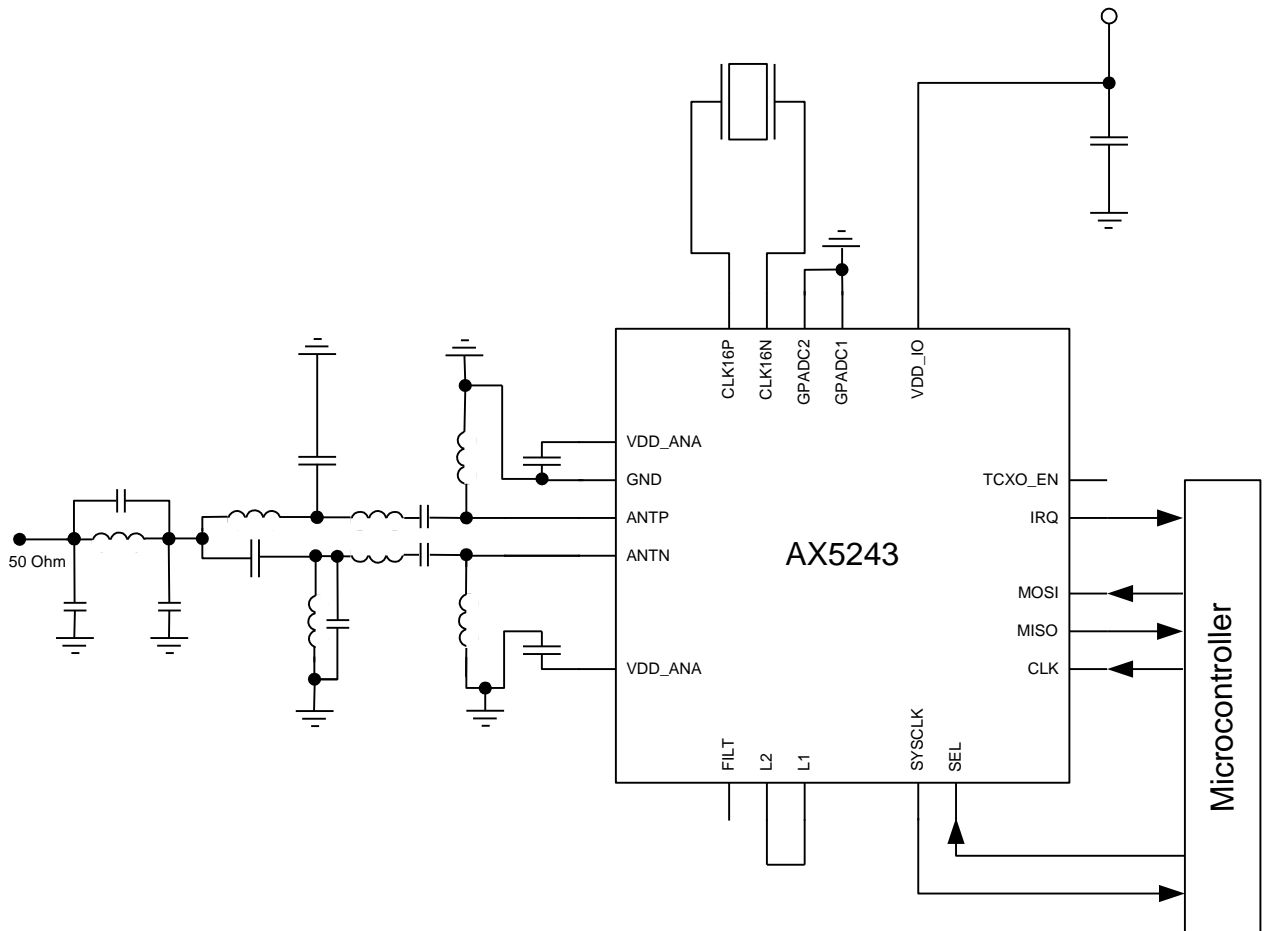 CLK16P
CLK16N
GPADC2
GPADC1
VDD_IO
VDD_ANA
GND
ANTP
ANTN
VDD_ANA
50 Ohm
AX5243
TCXO_EN
IRQ
MOSI
MISO
CLK
FILT
L2
L1
SYSCLK
SEL
Microcontroller